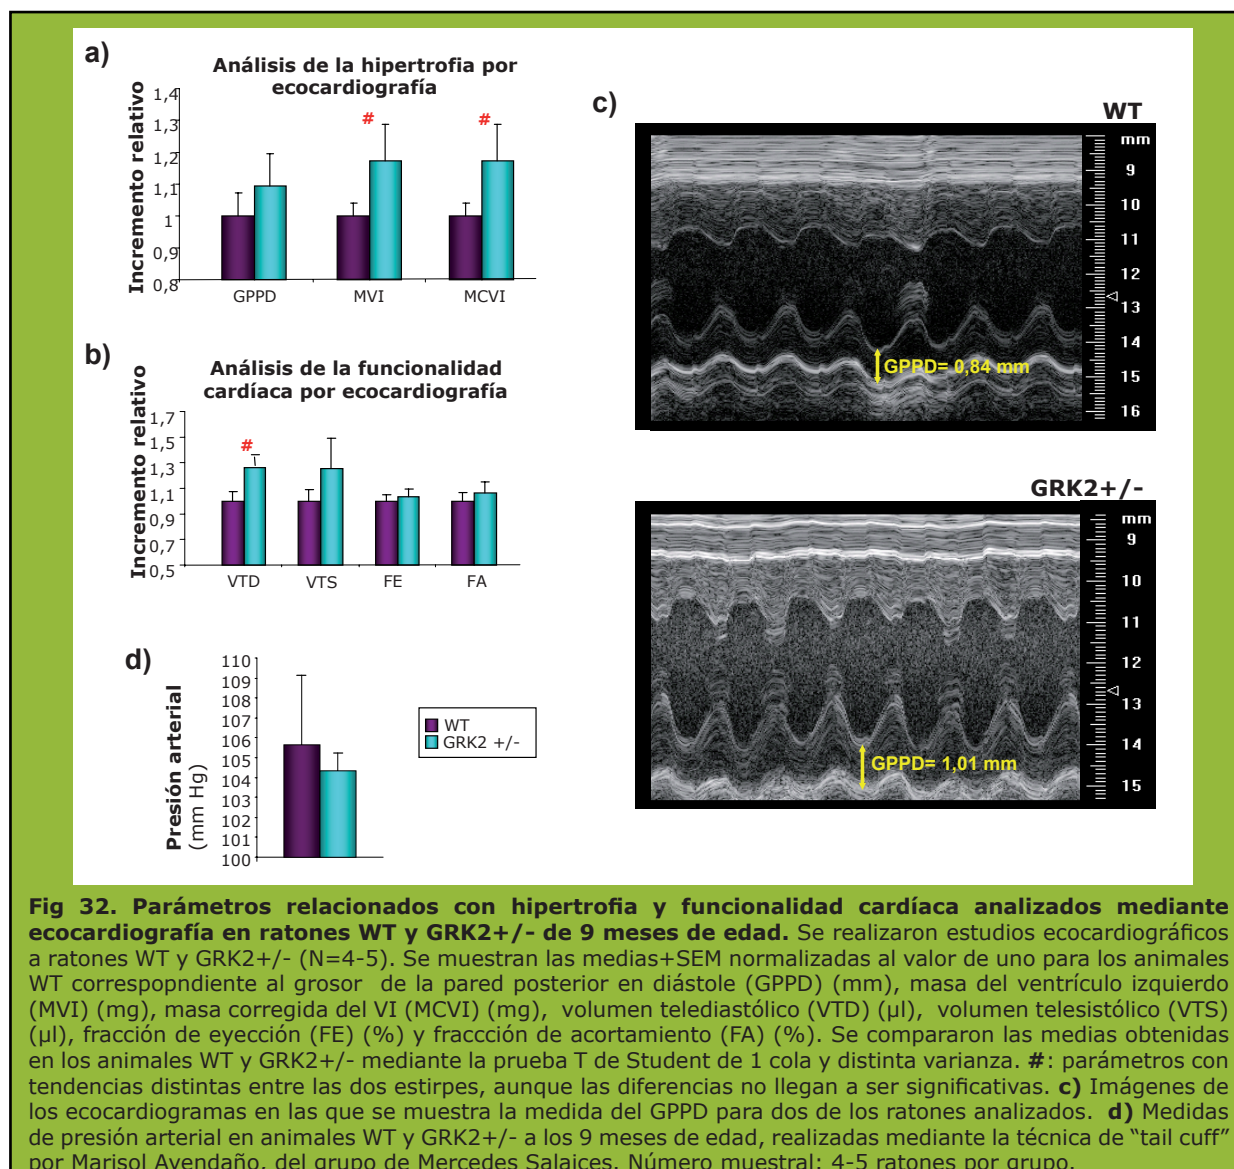 a)
Análisis de la hipertrofia por
ecocardiografía
Incremento relativo
1,4
1,3
1,2
1,1
1
0,9
0,8
#
#
GPPD MVI MCVI
b)
Análisis de la funcionalidad
cardíaca por ecocardiografía
Incremento relativo
1,7
1,5
1,3
1,1
0,9
0,7
0,5
#
VTD VTS FE FA
d)
Presión arterial
(mm Hg)
110
109
108
107
106
105
104
103
102
101
100
WT
GRK2 +/-
c)
WT
mm
9
10
11
12
13
14
15
16
GPPD= 0,84 mm
GRK2+/-
mm
9
10
11
12
13
14
15
GPPD= 1,01 mm
Fig 32. Parámetros relacionados con hipertrofia y funcionalidad cardíaca analizados mediante
ecocardiografía en ratones WT y GRK2+/- de 9 meses de edad. Se realizaron estudios ecocardiográficos
a ratones WT y GRK2+/- (N=4-5). Se muestran las medias+SEM normalizadas al valor de uno para los animales
WT correspopndiente al grosor de la pared posterior en diástole (GPPD) (mm), masa del ventrículo izquierdo
(MVI) (mg), masa corregida del VI (MCVI) (mg), volumen telediastólico (VTD) (µl), volumen telesistólico (VTS)
(µl), fracción de eyección (FE) (%) y fraccción de acortamiento (FA) (%). Se compararon las medias obtenidas
en los animales WT y GRK2+/- mediante la prueba T de Student de 1 cola y distinta varianza. #: parámetros con
tendencias distintas entre las dos estirpes, aunque las diferencias no llegan a ser significativas. c) Imágenes de
los ecocardiogramas en las que se muestra la medida del GPPD para dos de los ratones analizados. d) Medidas
de presión arterial en animales WT y GRK2+/- a los 9 meses de edad, realizadas mediante la técnica de “tail cuff”
por Marisol Avendaño, del grupo de Mercedes Salaices. Número muestral: 4-5 ratones por grupo.